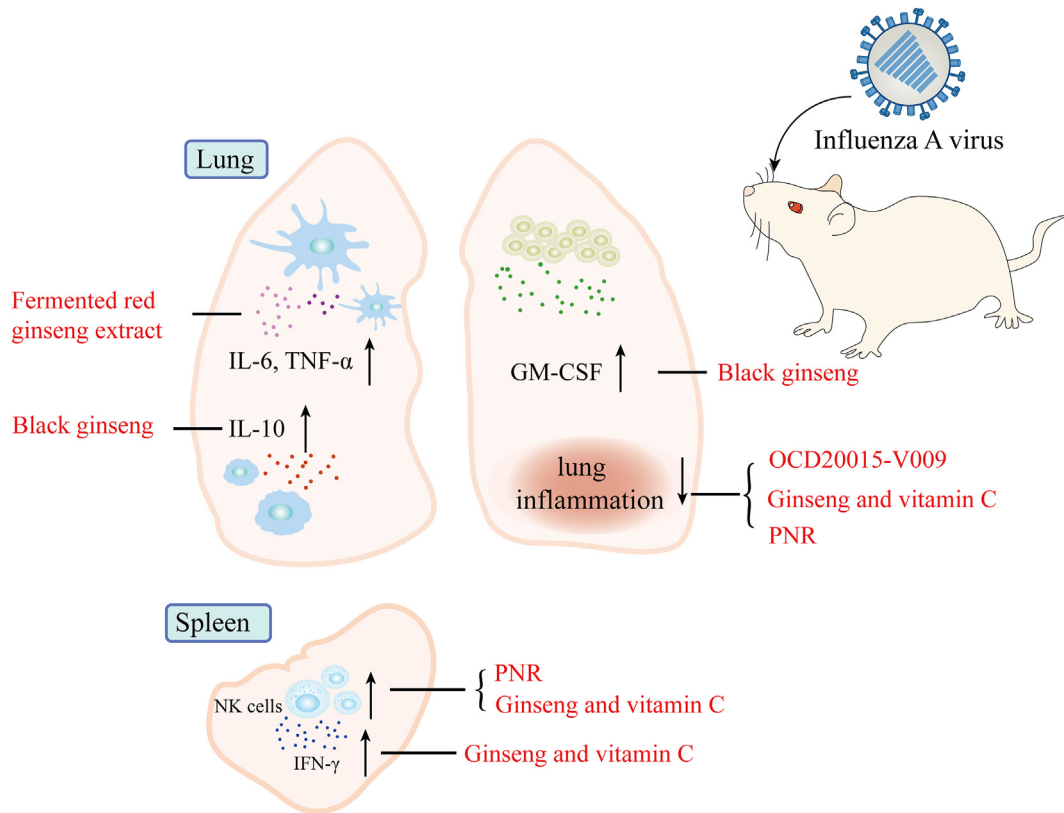 Influenza A virus
Lung
Fermented red
ginseng extract
IL-6, TNF-α
Black ginseng
IL-10
GM-CSF
Black ginseng
lung
inflammation
OCD20015-V009
Ginseng and vitamin C
PNR
Spleen
NK cells
PNR
Ginseng and vitamin C
IFN-γ
Ginseng and vitamin C